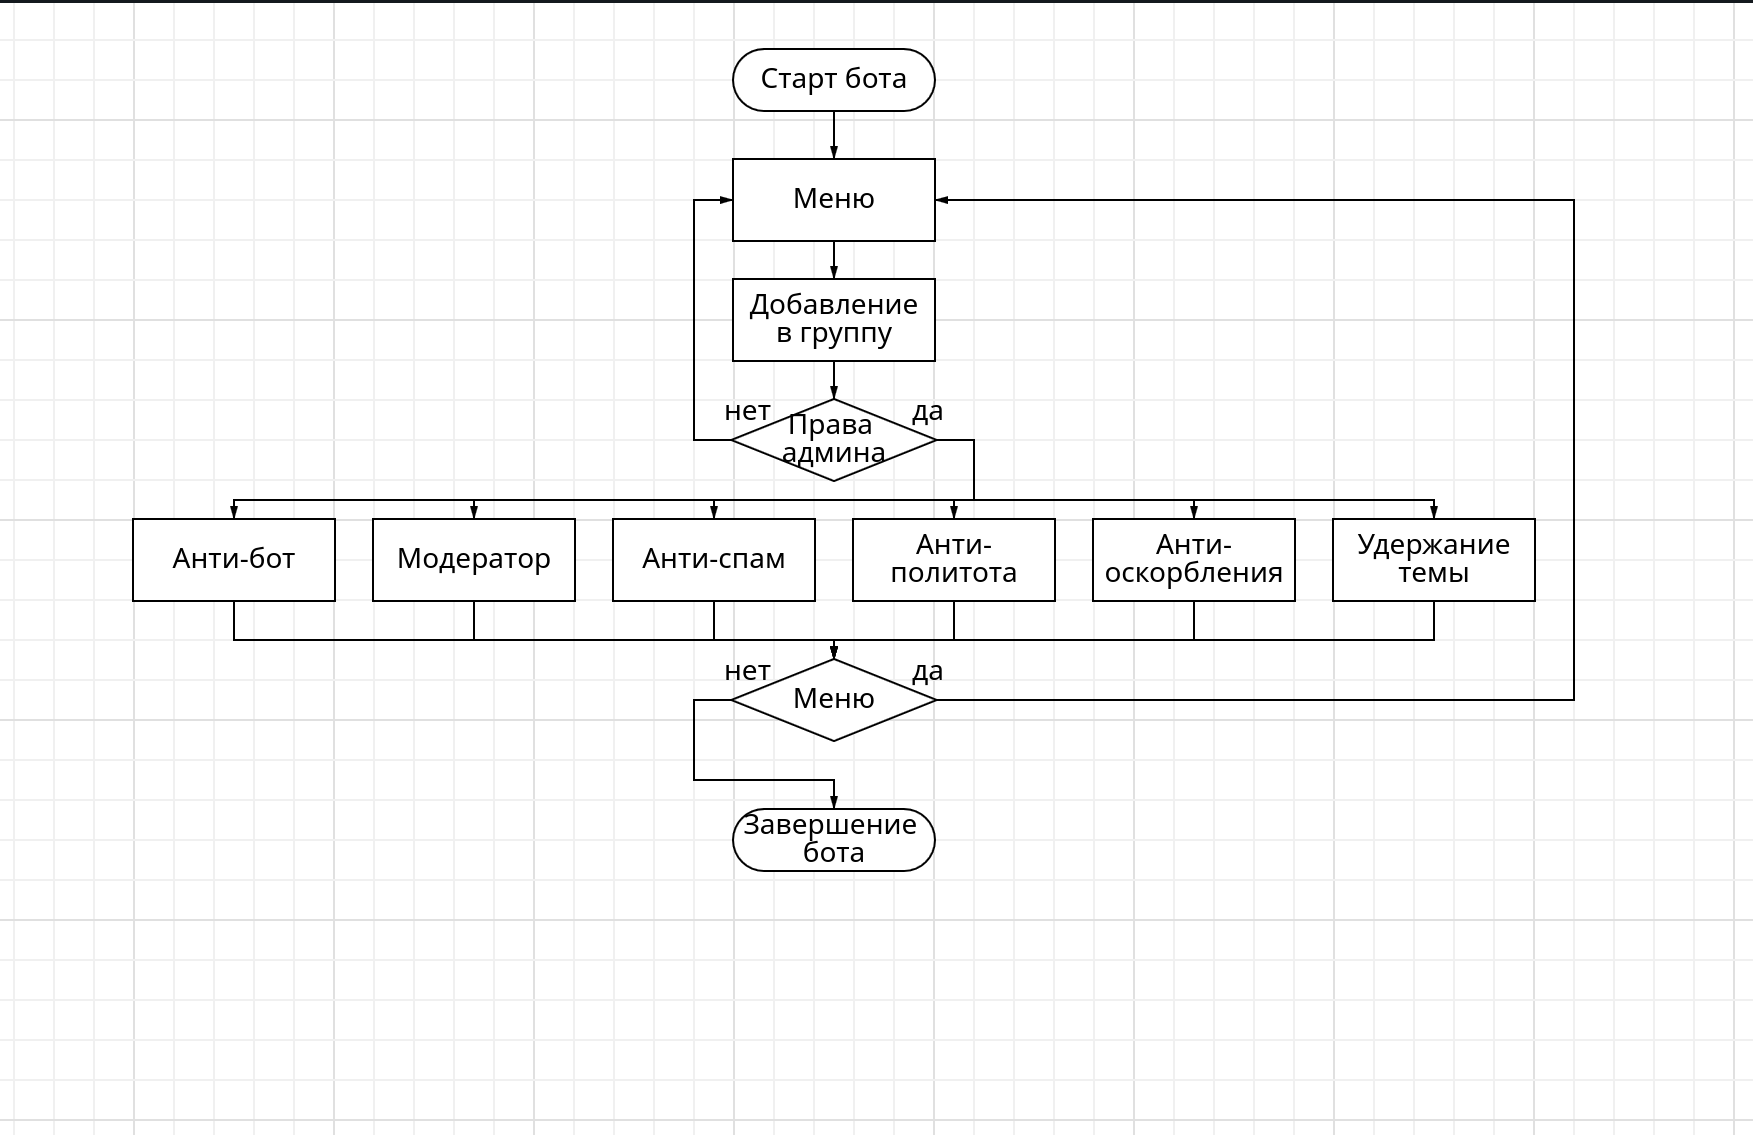 Старт бота
Меню
Добавление
в группу
нет
да
Права
админа
Анти-бот
Модератор
Анти-спам
Анти-
политота
Анти-
оскорбления
Удержание
темы
нет
да
Меню
Завершение
бота